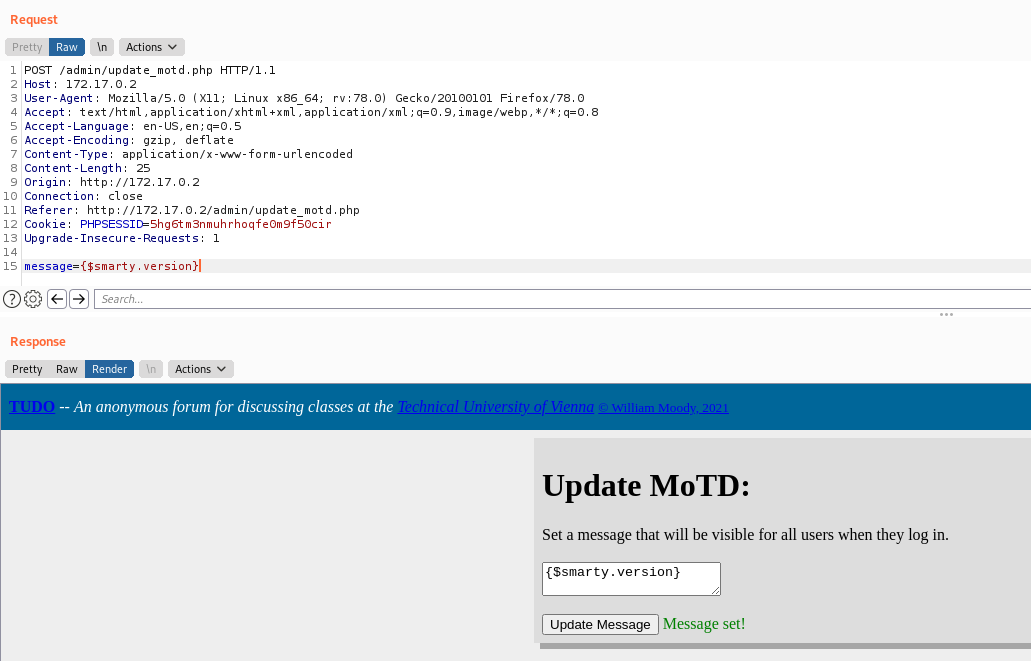 Request
Pretty Raw \n Actions
1 POST /admin/update_motd.php HTTP/1.1
2 Host: 172.17.0.2
3 User-Agent: Mozilla/5.0 (X11; Linux x86_64; rv:78.0) Gecko/20100101 Firefox/78.0
4 Accept: text/html,application/xhtml+xml,application/xml;q=0.9,image/webp,*/*;q=0.8
5 Accept-Language: en-US,en;q=0.5
6 Accept-Encoding: gzip, deflate
7 Content-Type: application/x-www-form-urlencoded
8 Content-Length: 25
9 Origin: http://172.17.0.2
10 Connection: close
11 Referer: http://172.17.0.2/admin/update_motd.php
12 Cookie: PHPSESSID=5hg6tm3nmuhrhoqfe0m9f50cir
13 Upgrade-Insecure-Requests: 1
14
15 message={$smarty.version}
Search...
Response
Pretty Raw Render \n Actions
TUDO -- An anonymous forum for discussing classes at the Technical University of Vienna © William Moody, 2021
Update MoTD:
Set a message that will be visible for all users when they log in.
{$smarty.version}
Update Message Message set!